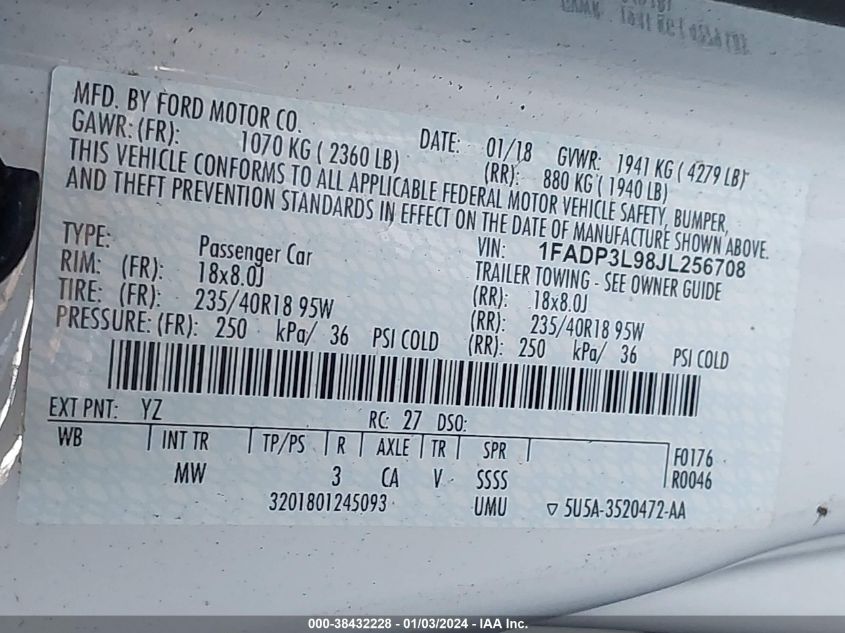 MFD. BY FORD MOTOR CO.
DATE: 01/18 GVWR: 1941 KG ( 4279 LB)
GAWR: (FR): 1070 KG ( 2360 LB) (RR): 880 KG ( 1940 LB)
THIS VEHICLE CONFORMS TO ALL APPLICABLE FEDERAL MOTOR VEHICLE SAFETY, BUMPER,
AND THEFT PREVENTION STANDARDS IN EFFECT ON THE DATE OF MANUFACTURE SHOWN ABOVE.
VIN: 1FADP3L98JL256708
TYPE: Passenger Car TRAILER TOWING - SEE OWNER GUIDE
RIM: (FR): 18x8.0J (RR): 18x8.0J
TIRE: (FR): 235/40R18 95W (RR): 235/40R18 95W
PRESSURE: (FR): 250 kPa/ 36 PSI COLD (RR): 250 kPa/ 36 PSI COLD
EXT PNT: YZ RC: 27 DSO:
WB INT TR TP/PS R AXLE TR SPR F0176
MW 3 CA V SSSS R0046
3201801245093 UMU ▽ 5U5A-3520472-AA
000-38432228 - 01/03/2024 - IAA Inc.